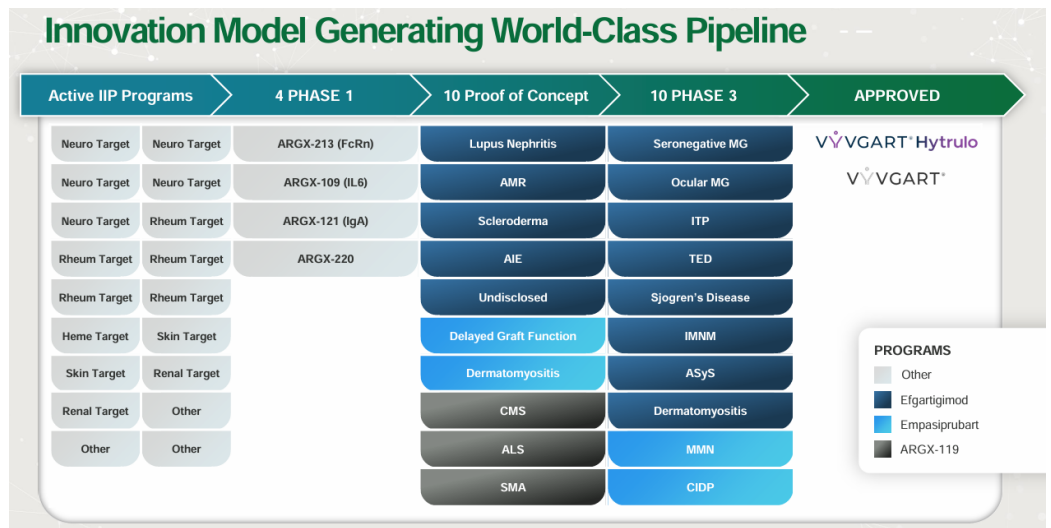 Innovation Model Generating World-Class Pipeline
Active IIP Programs
4 PHASE 1
10 Proof of Concept
10 PHASE 3
APPROVED
Neuro Target Neuro Target ARGX-213 (FcRn) Lupus Nephritis Seronegative MG VYVGART® Hytrulo
Neuro Target Neuro Target ARGX-109 (IL6) AMR Ocular MG VYVGART®
Neuro Target Rheum Target ARGX-121 (IgA) Scleroderma ITP
Rheum Target Rheum Target ARGX-220 AIE TED
Rheum Target Rheum Target Undisclosed Sjogren's Disease
Heme Target Skin Target Delayed Graft Function IMNM
Skin Target Renal Target Dermatomyositis ASyS
Renal Target Other CMS Dermatomyositis
Other Other ALS MMN
SMA CIDP
PROGRAMS
Other
Efgartigimod
Empasiprubart
ARGX-119